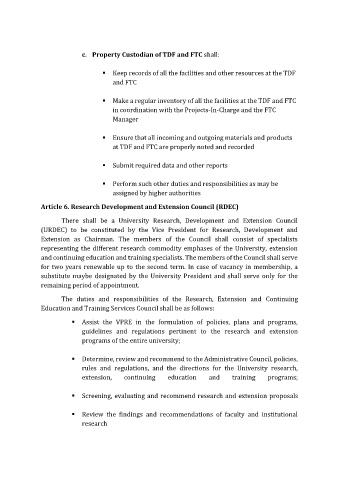 c. Property Custodian of TDF and FTC shall:
▪ Keep records of all the facilities and other resources at the TDF
and FTC
▪ Make a regular inventory of all the facilities at the TDF and FTC
in coordination with the Projects-In-Charge and the FTC
Manager
▪ Ensure that all incoming and outgoing materials and products
at TDF and FTC are properly noted and recorded
▪ Submit required data and other reports
▪ Perform such other duties and responsibilities as may be
assigned by higher authorities
Article 6. Research Development and Extension Council (RDEC)
There shall be a University Research, Development and Extension Council
(URDEC) to be constituted by the Vice President for Research, Development and
Extension as Chairman. The members of the Council shall consist of specialists
representing the different research commodity emphases of the University, extension
and continuing education and training specialists. The members of the Council shall serve
for two years renewable up to the second term. In case of vacancy in membership, a
substitute maybe designated by the University President and shall serve only for the
remaining period of appointment.
The duties and responsibilities of the Research, Extension and Continuing
Education and Training Services Council shall be as follows:
▪ Assist the VPRE in the formulation of policies, plans and programs,
guidelines and regulations pertinent to the research and extension
programs of the entire university;
▪ Determine, review and recommend to the Administrative Council, policies,
rules and regulations, and the directions for the University research,
extension, continuing education and training programs;
▪ Screening, evaluating and recommend research and extension proposals
▪ Review the findings and recommendations of faculty and institutional
research